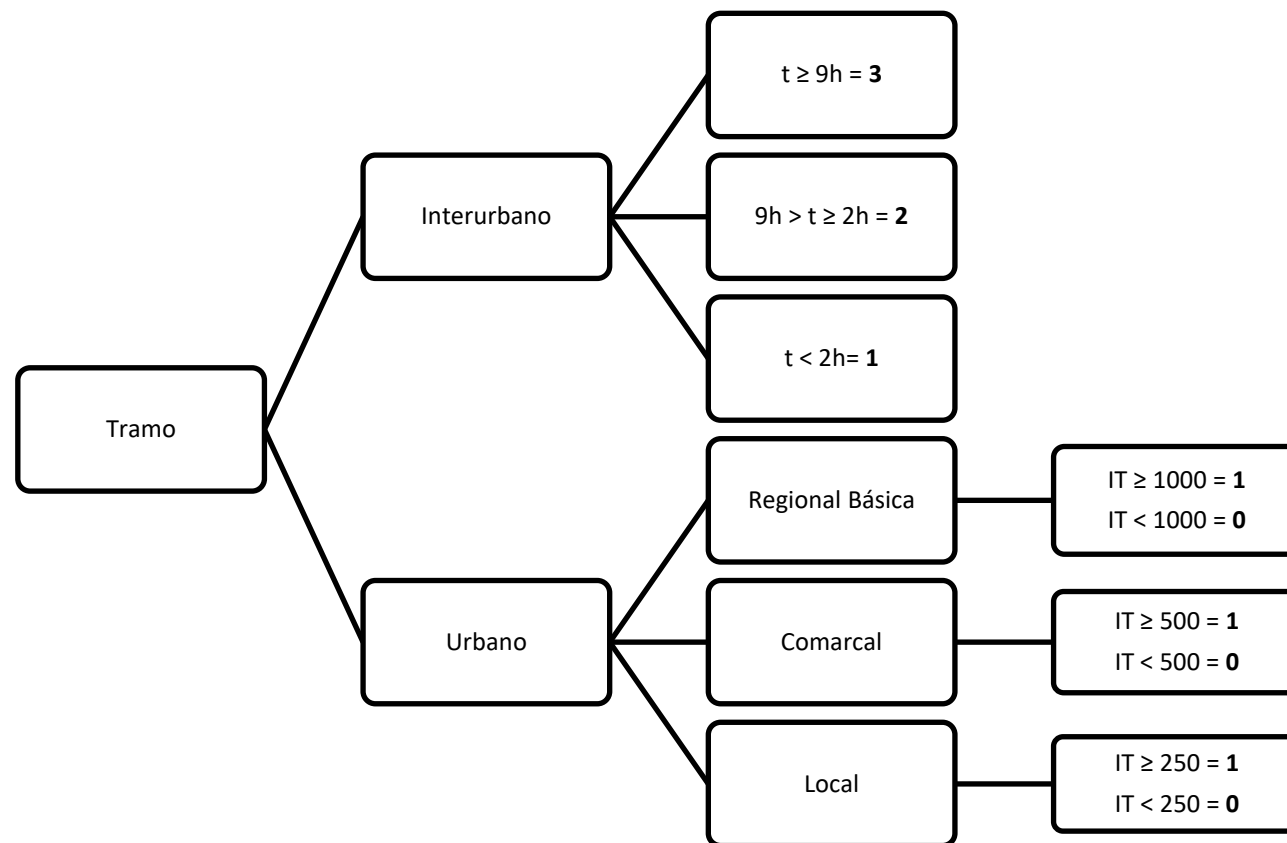 t ≥ 9h = 3
Interurbano
9h > t ≥ 2h = 2
t < 2h= 1
Tramo
Regional Básica
IT ≥ 1000 = 1
IT < 1000 = 0
Urbano
Comarcal
IT ≥ 500 = 1
IT < 500 = 0
Local
IT ≥ 250 = 1
IT < 250 = 0